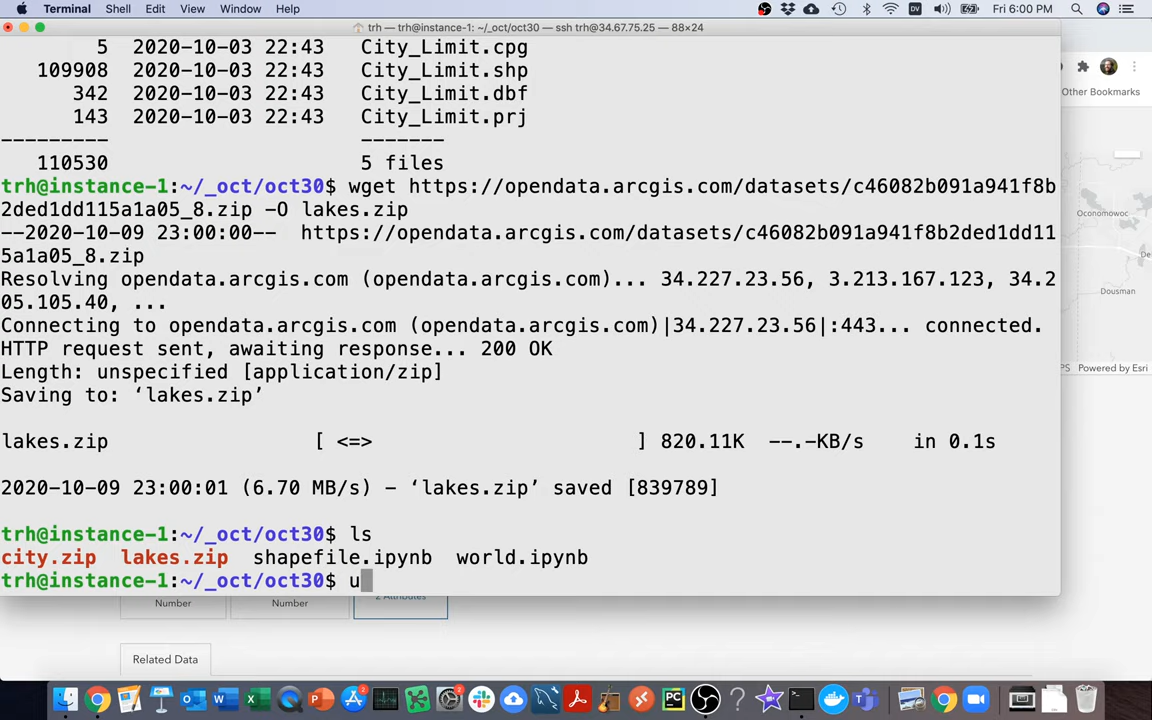 Terminal Shell Edit View Window Help Fri 6:00 PM
trh — trh@instance-1: ~/_oct/oct30 — ssh trh@34.67.75.25 — 88×24
5 2020-10-03 22:43 City_Limit.cpg
109908 2020-10-03 22:43 City_Limit.shp
342 2020-10-03 22:43 City_Limit.dbf
143 2020-10-03 22:43 City_Limit.prj
--------- -------
110530 5 files
trh@instance-1:~/_oct/oct30$ wget https://opendata.arcgis.com/datasets/c46082b091a941f8b
2ded1dd115a1a05_8.zip -O lakes.zip
--2020-10-09 23:00:00-- https://opendata.arcgis.com/datasets/c46082b091a941f8b2ded1dd11
5a1a05_8.zip
Resolving opendata.arcgis.com (opendata.arcgis.com)... 34.227.23.56, 3.213.167.123, 34.2
05.105.40, ...
Connecting to opendata.arcgis.com (opendata.arcgis.com)|34.227.23.56|:443... connected.
HTTP request sent, awaiting response... 200 OK
Length: unspecified [application/zip]
Saving to: ‘lakes.zip’
lakes.zip [ <=> ] 820.11K --.-KB/s in 0.1s
2020-10-09 23:00:01 (6.70 MB/s) - ‘lakes.zip’ saved [839789]
trh@instance-1:~/_oct/oct30$ ls
city.zip lakes.zip shapefile.ipynb world.ipynb
trh@instance-1:~/_oct/oct30$ u
Other Bookmarks
Oconomowoc
Dousman
Powered by Esri
Number Number 2 Attributes
Related Data